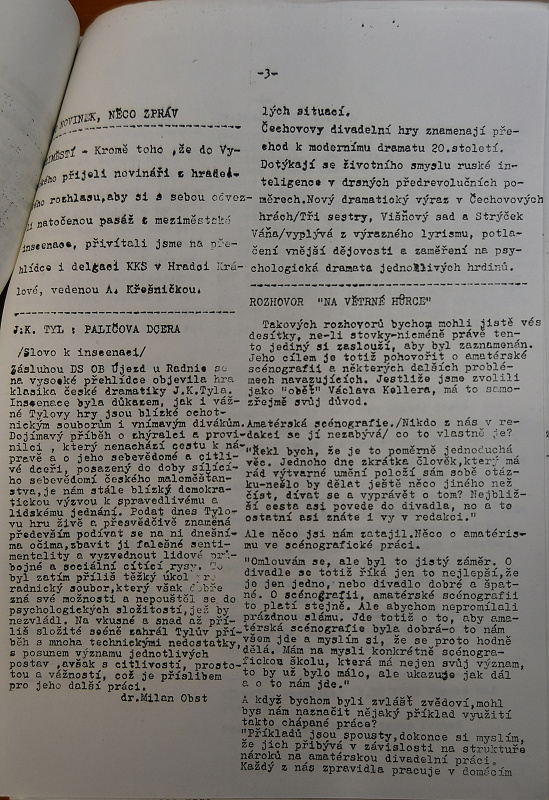 -3-
NOVINEK, NĚCO ZPRÁV
- Kromě toho ,že do Vy-
přijeli novináři z hradec-
rozhlasu,aby si s sebou odvez-
li natočenou pasáž z meziměstské
inscenace, přivítali jsme na pře-
hlídce i delgaci KKS v Hradci Krá-
lové, vedenou A. Křešničkou.
J.K. TYL : PALIČOVA DCERA
/Slovo k inscenaci/
Zásluhou DS OB Újezd u Radnie se
na vysoké přehlídce objevila hra
klasika české dramatiky J.K.Tyla.
Inscenace byla důkazem, jak i váž-
né Tylovy hry jsou blízké ochot-
nickým souborům i vnímavým divákům.
Dojímavý příběh o zhýralci a provi-
nilci , který nenachází cestu k ná-
pravě a o jeho sebevědomé a citli-
vé dceři, posazený do doby sílící-
ho sebevědomí českého maloměšťan-
stva,je nám stále blízký demokra-
tickou výzvou k spravedlivému a
lidskému jednání. Podat dnes Tylo-
vu hru živě a přesvědčivě znamená
především podívat se na ni dnešní-
ma očima,zbavit ji falešné senti-
mentality a vyzvednout lidově prů-
bojné a sociální cítící rysy. To
byl zatím příliš těžký úkol pro
radnický soubor,který však dobře
zná své možnosti a nepouštěl se do
psychologických složitostí,jež by
nezvládl. Na vkusné a snad až pří-
liš složité scéně zahrál Tylův pří-
běh s mnoha technickými nedostatky,
s posunem významu jednotlivých
postav ,avšak s citlivostí, prosto-
tou a vážností, což je příslibem
pro jeho další práci.
dr.Milan Obst
lých situací.
Čechovovy divadelní hry znamenají pře-
chod k modernímu dramatu 20.století.
Dotýkají se životního smyslu ruské in-
teligence v drsných předrevolučních po-
měrech.Nový dramatický výraz v Čechovových
hrách/Tři sestry, Višňový sad a Strýček
Váňa/vyplývá z výrazného lyrismu, potla-
čení vnější dějovosti a zaměření na psy-
chologická dramata jednotlivých hrdinů.
ROZHOVOR "NA VĚTRNÉ HŮRCE"
Takových rozhovorů bychom mohli jistě vés
desítky, ne-li stovky-nicméně právě ten-
to jediný si zaslouží, aby byl zaznamenán.
Jeho cílem je totiž pohovořit o amatérské
scénografii a některých dalších problé-
mech navazujících. Jestliže jsme zvolili
jako "oběť" Václava Kellera, má to samo-
zřejmě svůj důvod.
Amatérská scénografie./Nikdo z nás v re-
dakci se jí nezabývá/ co to vlastně je?
"Řekl bych, že je to poměrně jednoduchá
věc. Jednoho dne zkrátka člověk,který má
rád výtvarné umění položí sám sobě otáz-
ku-nešlo by dělat ještě něco jiného než
číst, dívat se a vyprávět o tom? Nejbliž-
ší cesta asi povede do divadla, no a to
ostatní asi znáte i vy v redakci."
Ale něco jsi nám zatajil.Něco o amatéris-
mu ve scénografické práci.
"Omlouvám se, ale byl to jistý záměr. O
divadle se totiž říká jen to nejlepší,že
je jen jedno, nebo divadlo dobré a špat-
né. O scénografii, amatérské scénografii
to platí stejně. Ale abychom nepromílali
prázdnou slámu. Jde totiž o to, aby ama-
térská scénografie byla dobrá-o to nám
všem jde a myslím si, že se proto hodně
dělá. Mám na mysli konkrétně scénogra-
fickou školu, která má nejen svůj význam,
to by už bylo málo, ale ukazuje jak dál
a o to nám jde."
A když bychom byli zvlášť zvědoví,mohl
bys nám naznačit nějaký příklad využití
takto chápané práce?
"Příkladů jsou spousty,dokonce si myslím,
že jich přibývá v závislosti na struktuře
nároků na amatérskou divadelní práci.
Každý z nás zpravidla pracuje v domácím